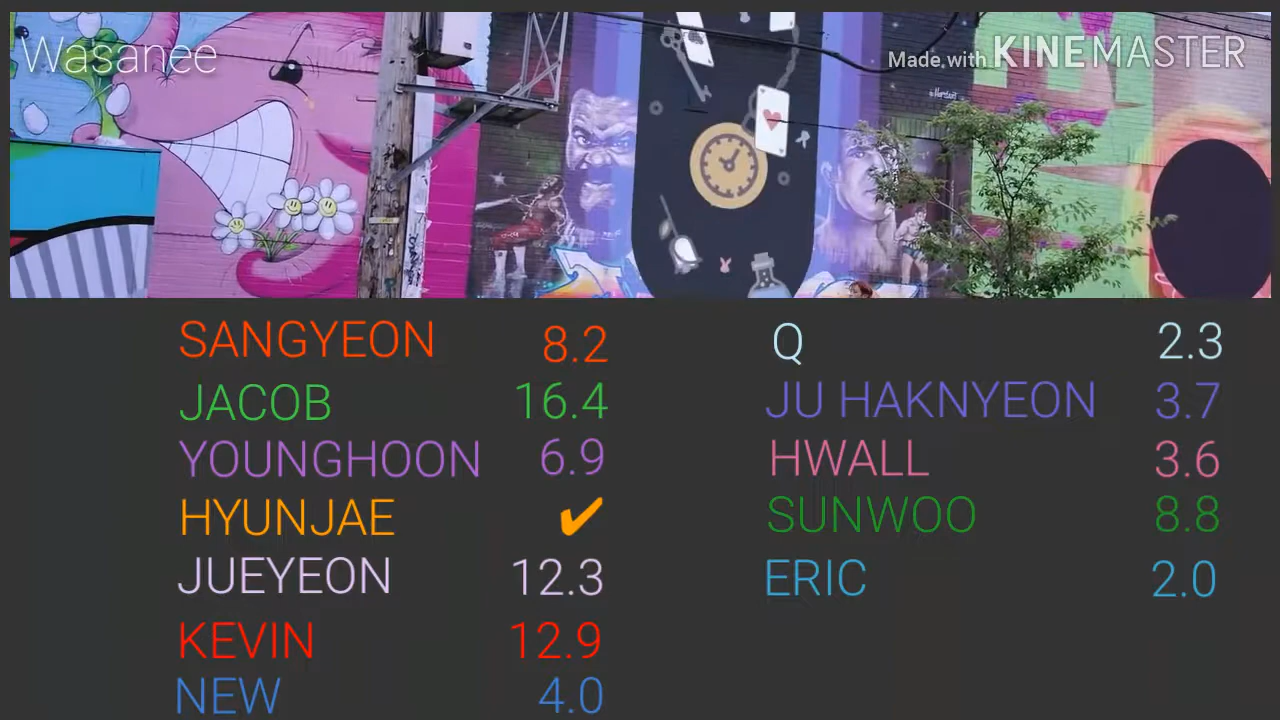 Wasanee
Made with KINEMASTER
SANGYEON 8.2
JACOB 16.4
YOUNGHOON 6.9
HYUNJAE ✔
JUEYEON 12.3
KEVIN 12.9
NEW 4.0
Q 2.3
JU HAKNYEON 3.7
HWALL 3.6
SUNWOO 8.8
ERIC 2.0